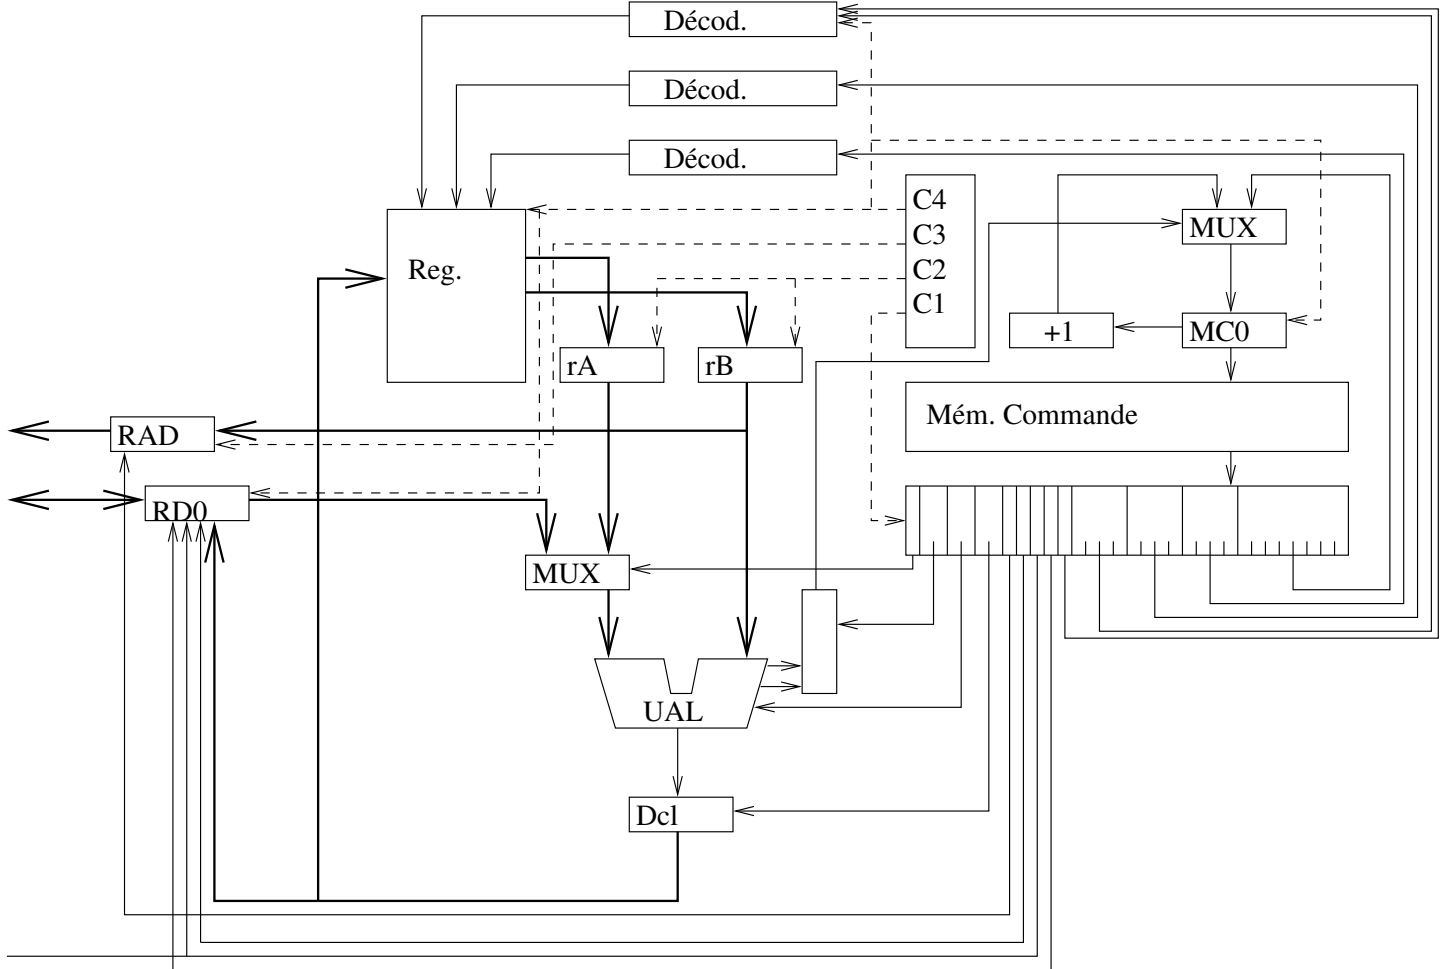 Décod.
Décod.
Décod.
C4
C3
C2
C1
MUX
Reg.
+1
MC0
rA
rB
Mém. Commande
RAD
RD0
MUX
UAL
Dcl